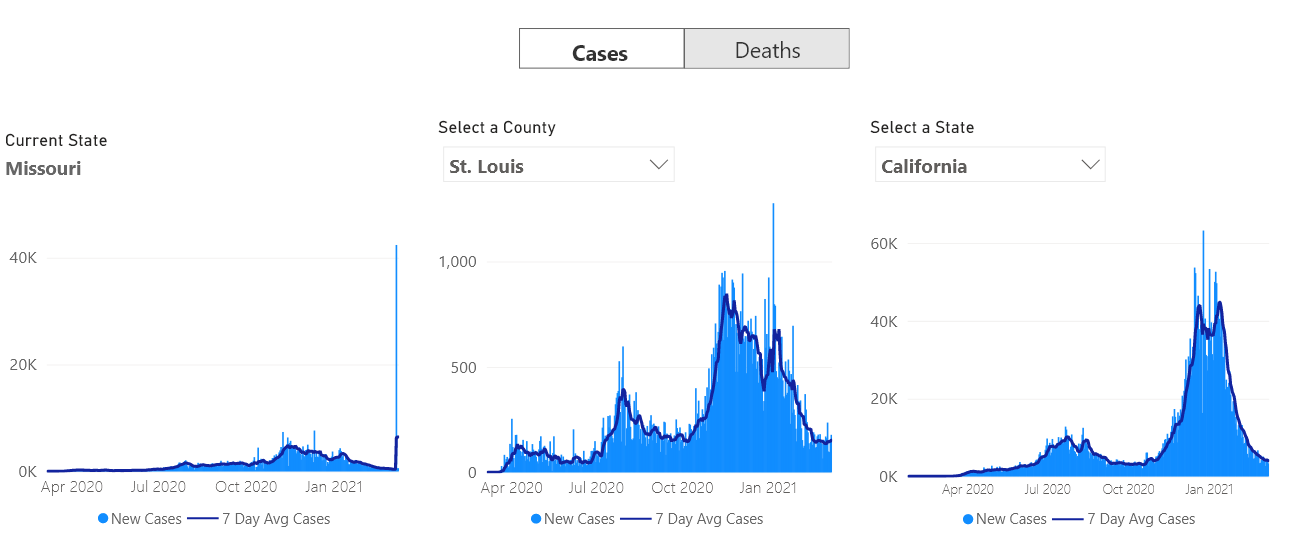 Cases Deaths
Current State
Missouri
Select a County
St. Louis
Select a State
California
40K
20K
0K
Apr 2020 Jul 2020 Oct 2020 Jan 2021
New Cases 7 Day Avg Cases
1,000
500
0
Apr 2020 Jul 2020 Oct 2020 Jan 2021
New Cases 7 Day Avg Cases
60K
40K
20K
0K
Apr 2020 Jul 2020 Oct 2020 Jan 2021
New Cases 7 Day Avg Cases